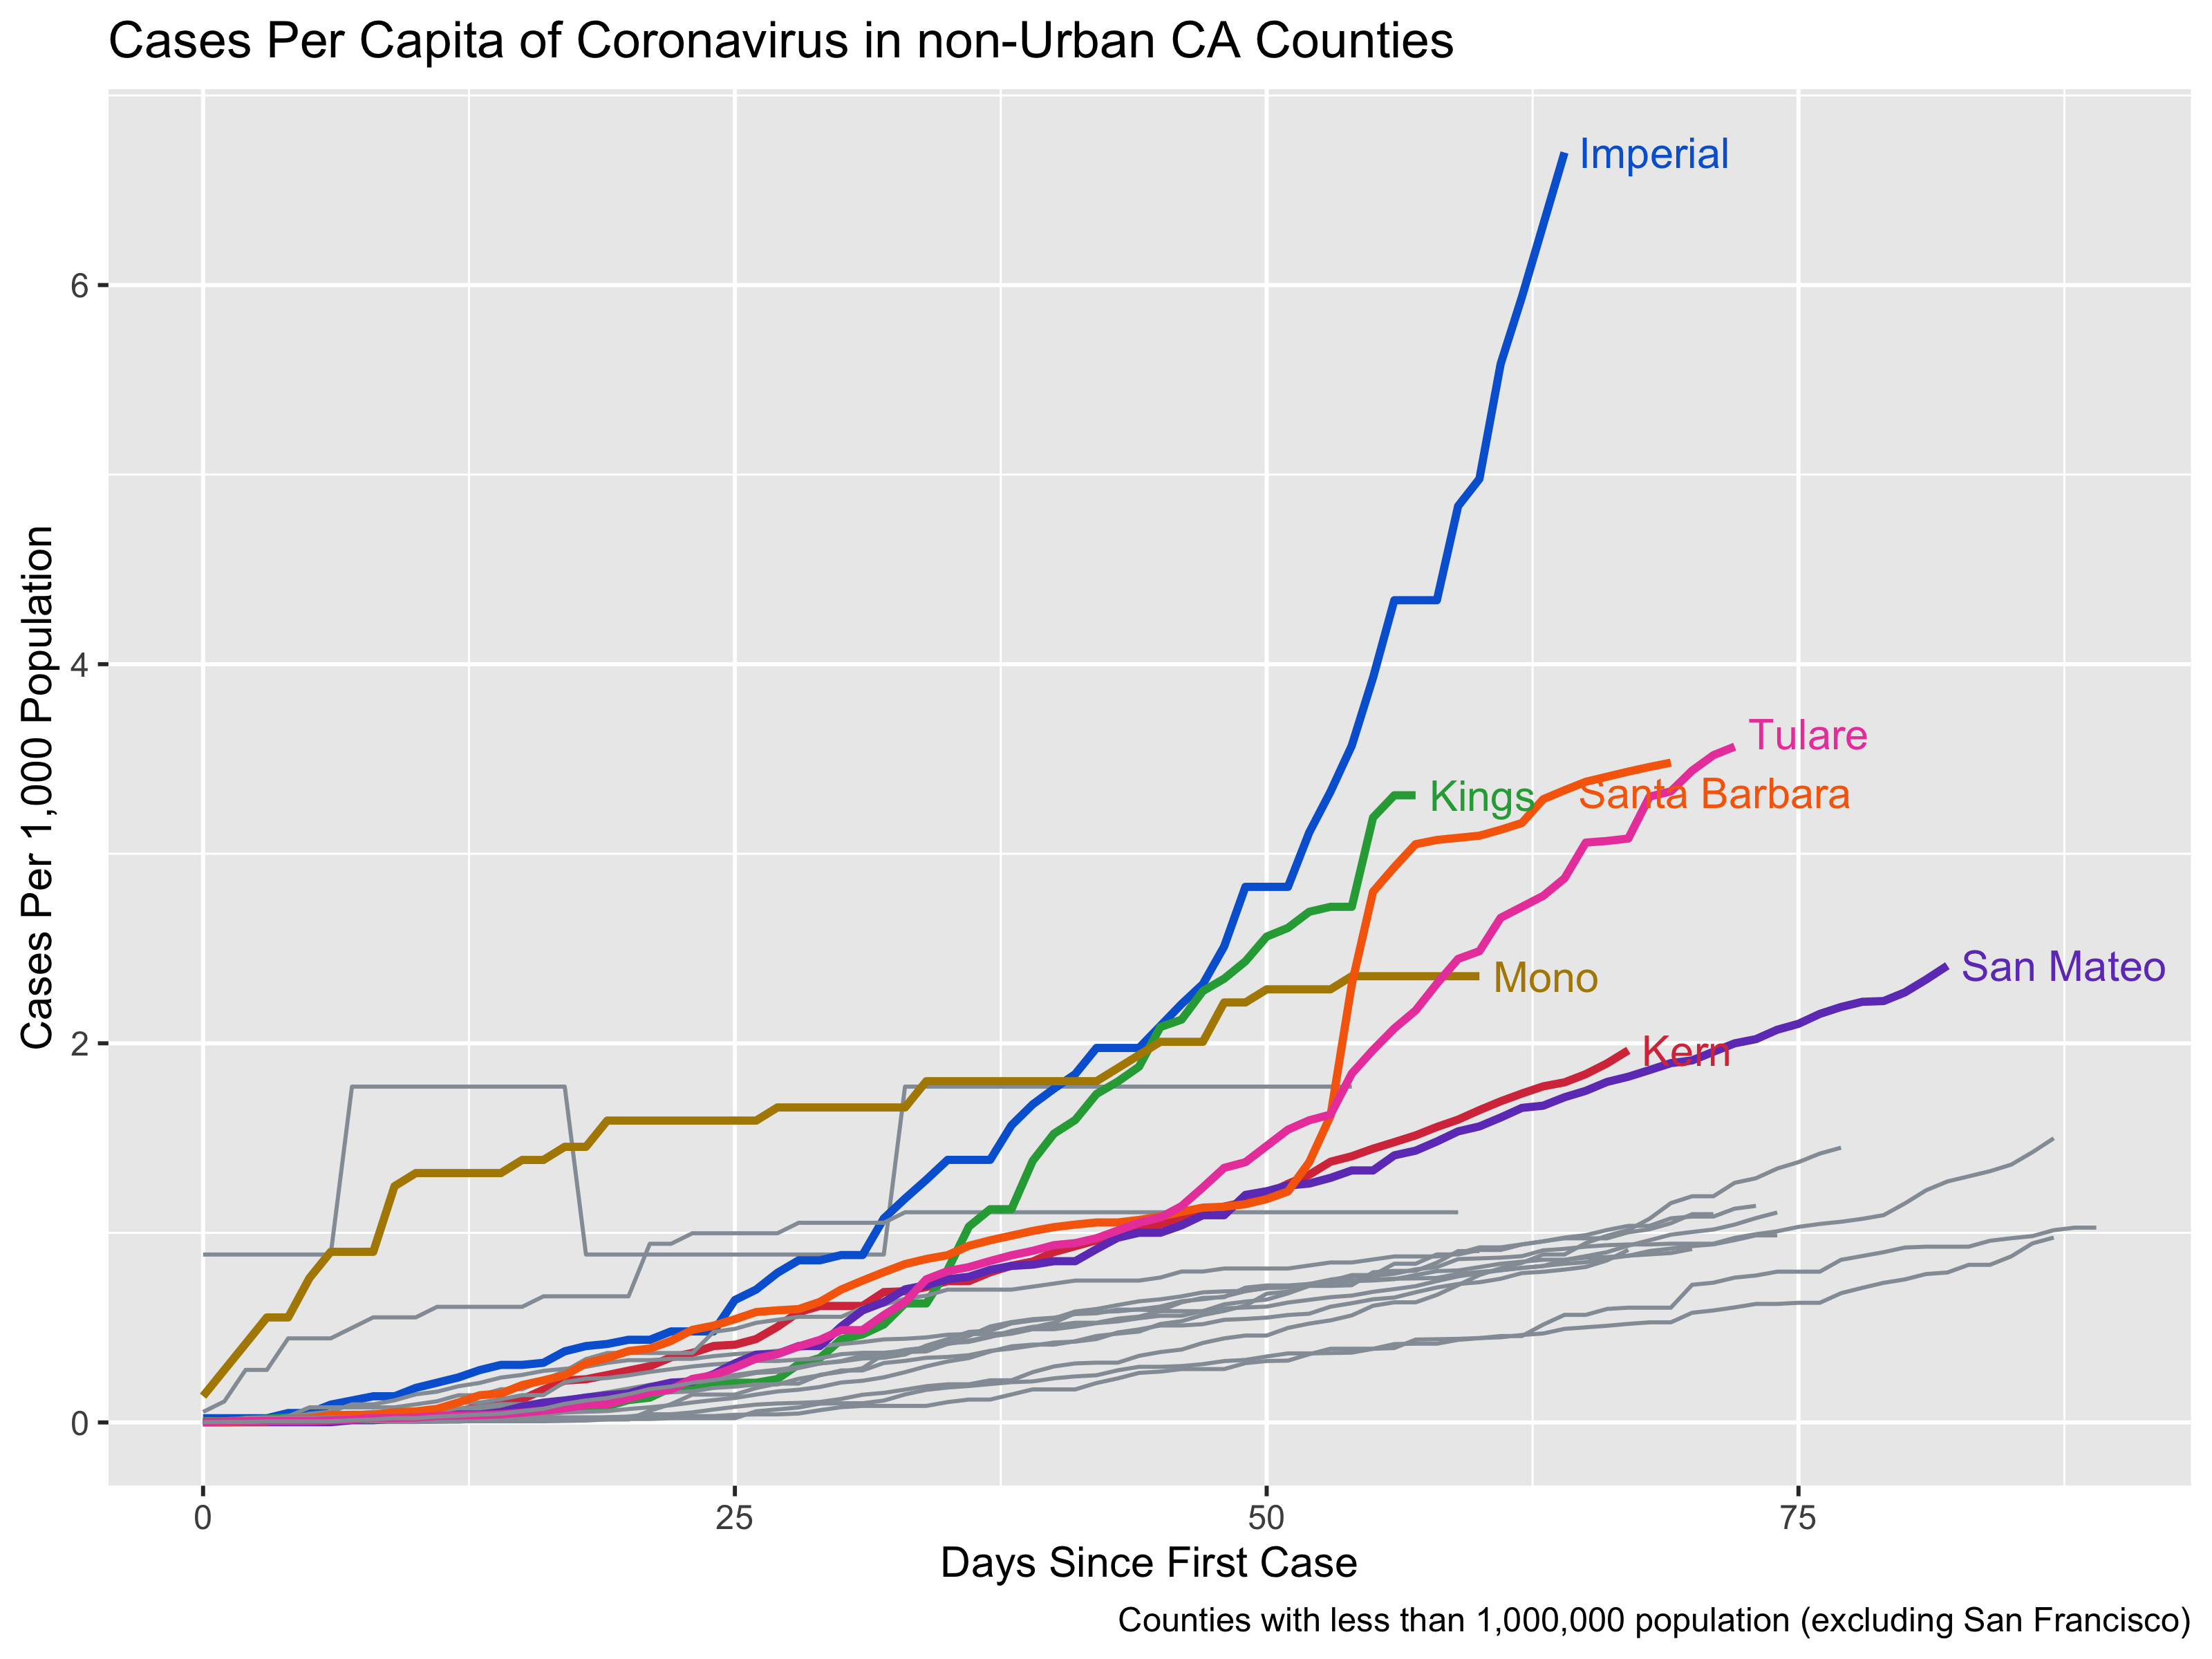 Cases Per Capita of Coronavirus in non-Urban CA Counties
Cases Per 1,000 Population
6
4
2
0
Imperial
Tulare
Kings
Santa Barbara
Mono
San Mateo
Kern
0
25
50
75
Days Since First Case
Counties with less than 1,000,000 population (excluding San Francisco)